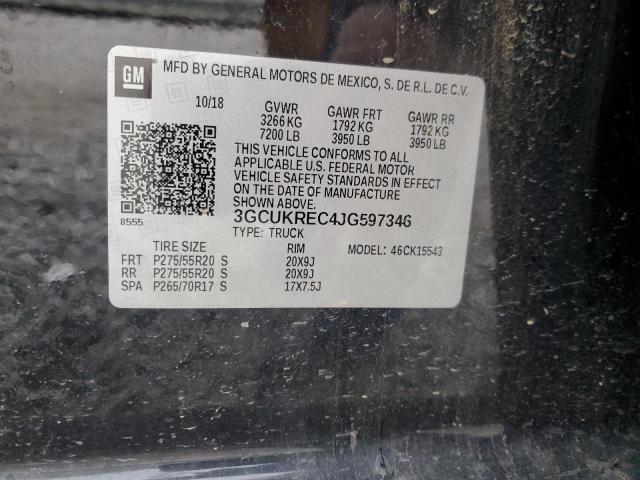 GM
MFD BY GENERAL MOTORS DE MEXICO, S. DE R.L. DE C.V.
10/18 GVWR GAWR FRT GAWR RR
3266 KG 1792 KG 1792 KG
7200 LB 3950 LB 3950 LB
THIS VEHICLE CONFORMS TO ALL
APPLICABLE U.S. FEDERAL MOTOR
VEHICLE SAFETY STANDARDS IN EFFECT
ON THE DATE OF MANUFACTURE
SHOWN ABOVE.
8555 3GCUKREC4JG597346
TYPE: TRUCK
TIRE SIZE RIM MODEL: 46CK15543
FRT P275/55R20 S 20X9J
RR P275/55R20 S 20X9J
SPA P265/70R17 S 17X7.5J